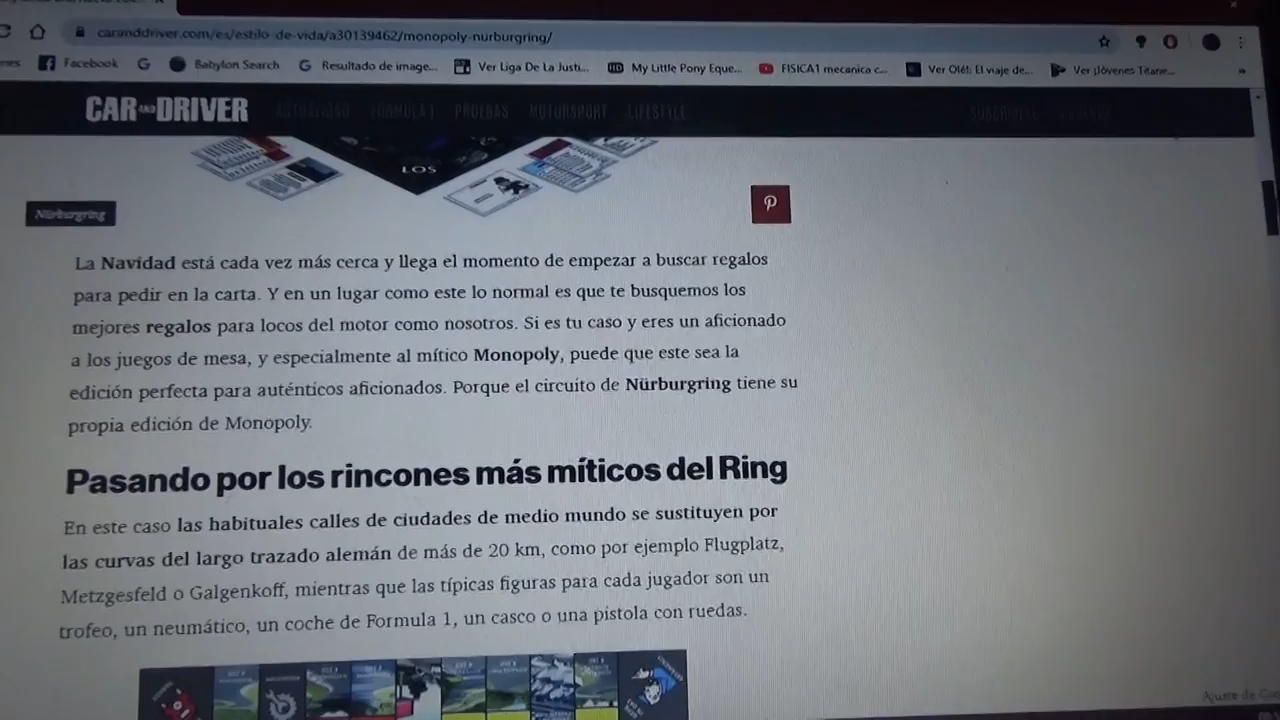 caranddriver.com/es/estilo-de-vida/a30139462/monopoly-nurburgring/
Facebook Babylon Search Resultado de image... Ver Liga De La Justi... My Little Pony Eque... FISICA1 mecanica c... Ver Olé!: El viaje de... Ver ¡Jóvenes Titane... »
CAR AND DRIVER ACTUALIDAD FORMULA 1 PRUEBAS MOTORSPORT LIFESTYLE
LOS
Nürburgring
La Navidad está cada vez más cerca y llega el momento de empezar a buscar regalos
para pedir en la carta. Y en un lugar como este lo normal es que te busquemos los
mejores regalos para locos del motor como nosotros. Si es tu caso y eres un aficionado
a los juegos de mesa, y especialmente al mítico Monopoly, puede que este sea la
edición perfecta para auténticos aficionados. Porque el circuito de Nürburgring tiene su
propia edición de Monopoly.
Pasando por los rincones más míticos del Ring
En este caso las habituales calles de ciudades de medio mundo se sustituyen por
las curvas del largo trazado alemán de más de 20 km, como por ejemplo Flugplatz,
Metzgesfeld o Galgenkoff, mientras que las típicas figuras para cada jugador son un
trofeo, un neumático, un coche de Formula 1, un casco o una pistola con ruedas.
Ajuste de